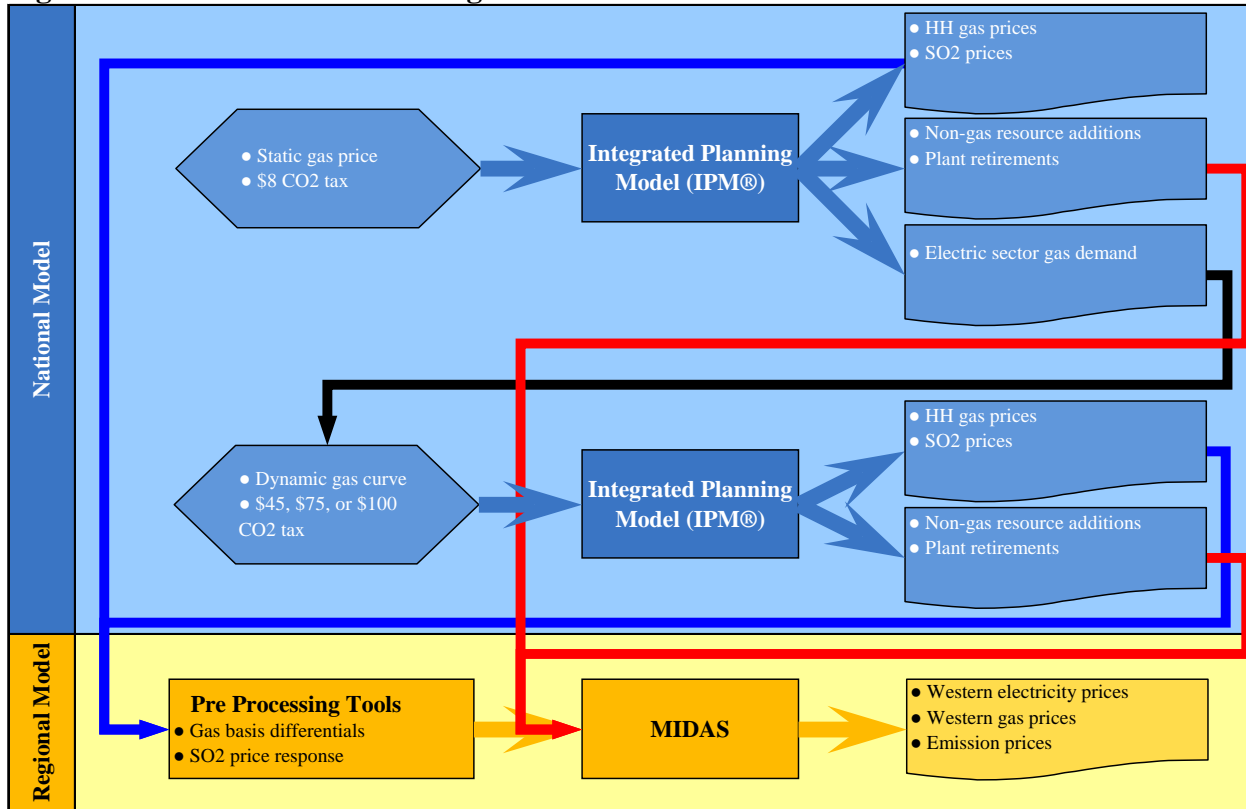 National Model
● HH gas prices
● SO2 prices
● Static gas price
● $8 CO2 tax
Integrated Planning
Model (IPM®)
● Non-gas resource additions
● Plant retirements
● Electric sector gas demand
● HH gas prices
● SO2 prices
● Dynamic gas curve
● $45, $75, or $100
CO2 tax
Integrated Planning
Model (IPM®)
● Non-gas resource additions
● Plant retirements
Regional Model
Pre Processing Tools
● Gas basis differentials
● SO2 price response
MIDAS
● Western electricity prices
● Western gas prices
● Emission prices